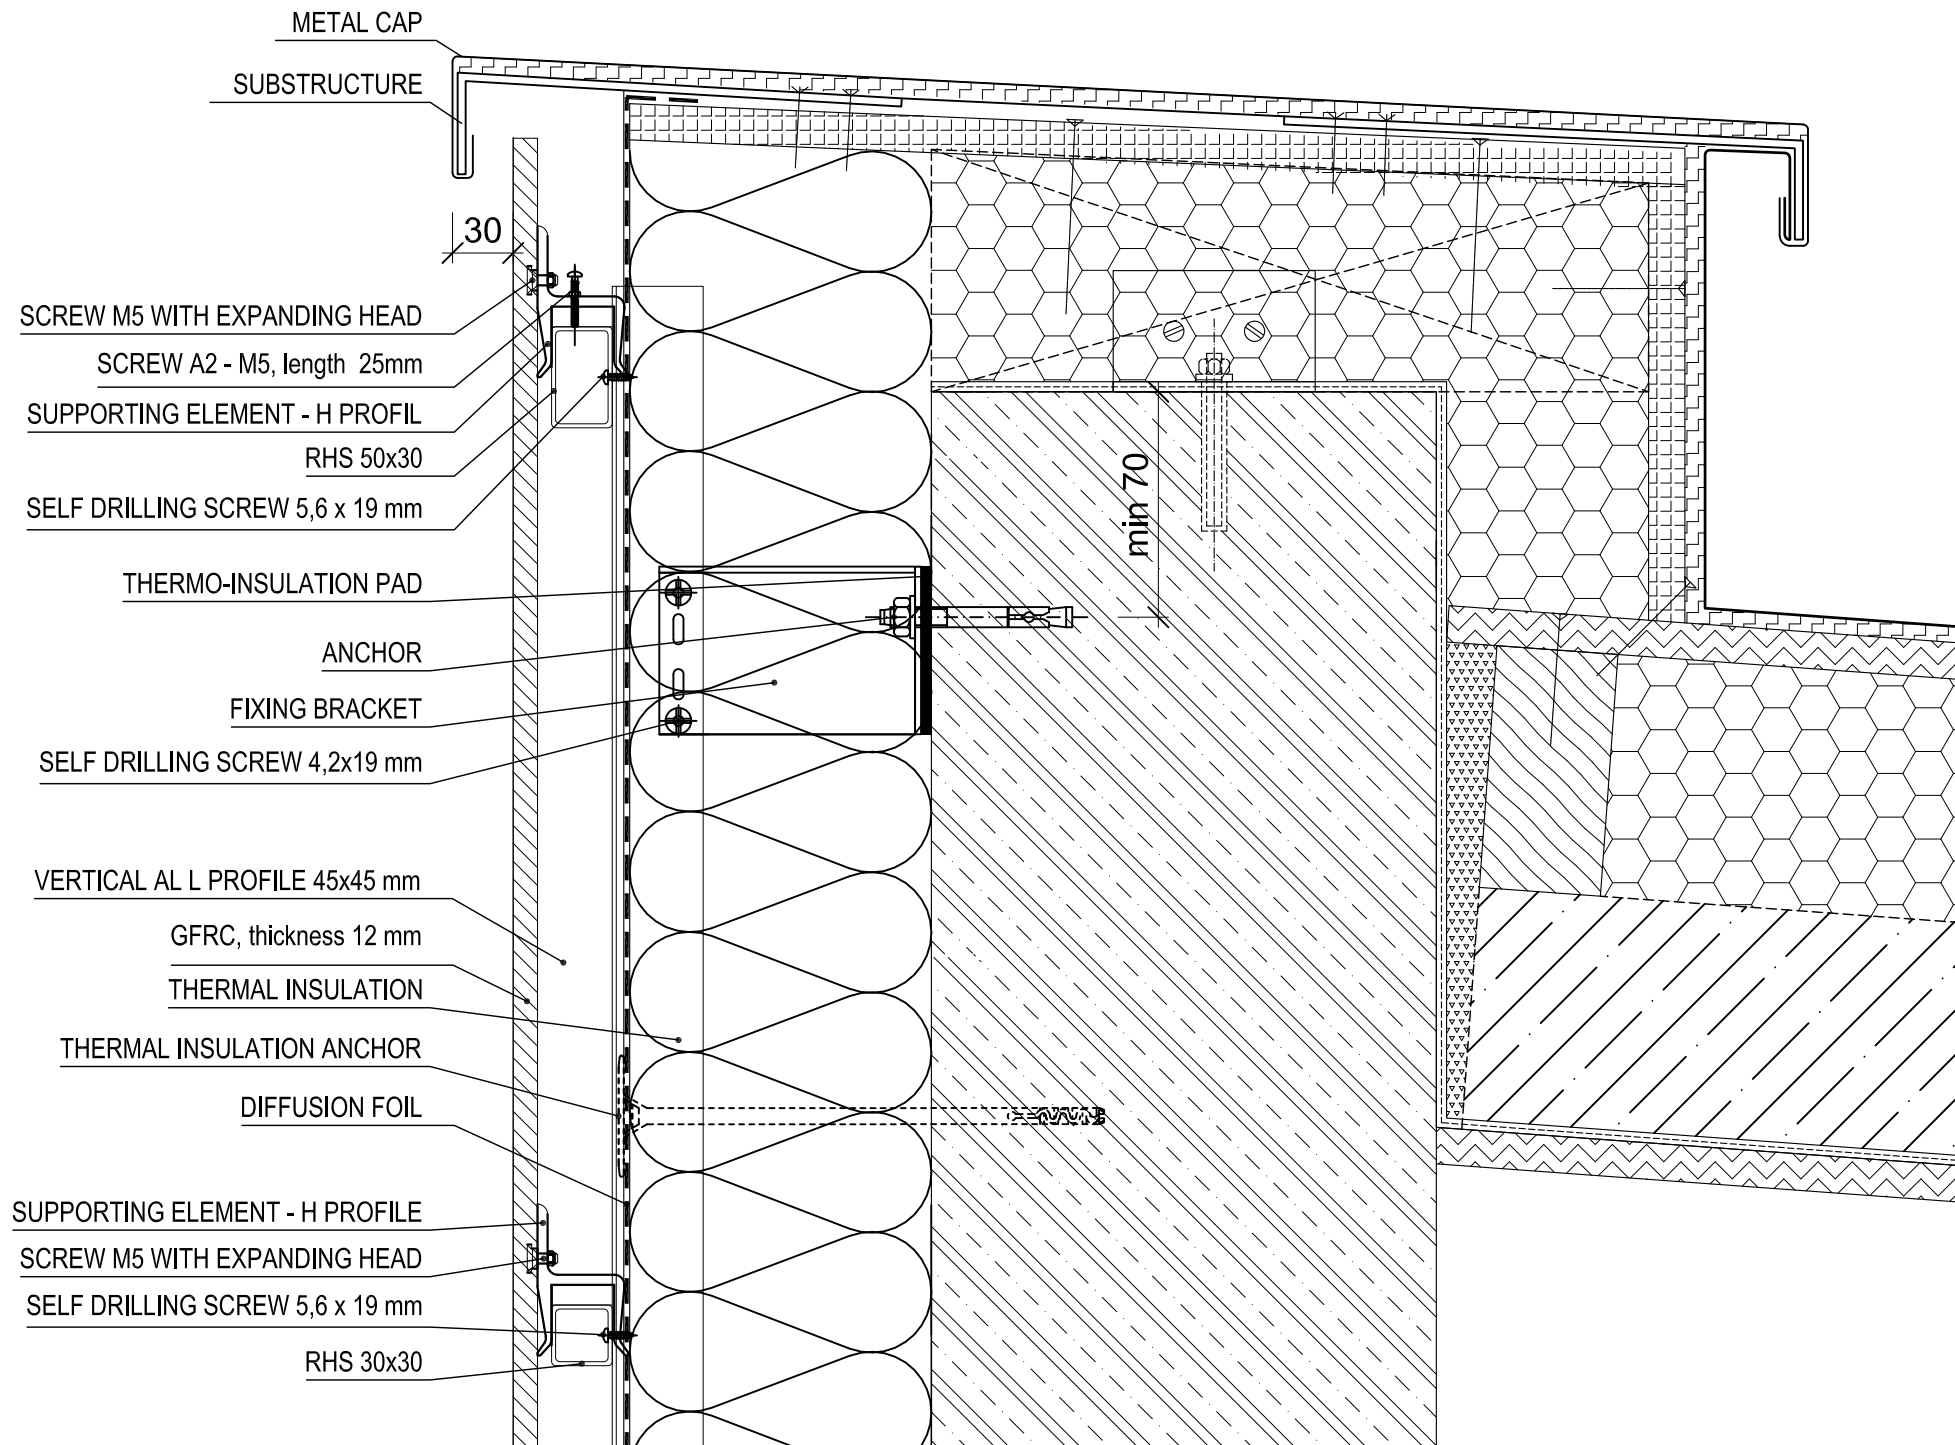 METAL CAP
SUBSTRUCTURE
30
SCREW M5 WITH EXPANDING HEAD
SCREW A2 - M5, length 25mm
SUPPORTING ELEMENT - H PROFIL
RHS 50x30
SELF DRILLING SCREW 5,6 x 19 mm
min 70
THERMO-INSULATION PAD
ANCHOR
FIXING BRACKET
SELF DRILLING SCREW 4,2x19 mm
VERTICAL AL L PROFILE 45x45 mm
GFRC, thickness 12 mm
THERMAL INSULATION
THERMAL INSULATION ANCHOR
DIFFUSION FOIL
SUPPORTING ELEMENT - H PROFILE
SCREW M5 WITH EXPANDING HEAD
SELF DRILLING SCREW 5,6 x 19 mm
RHS 30x30